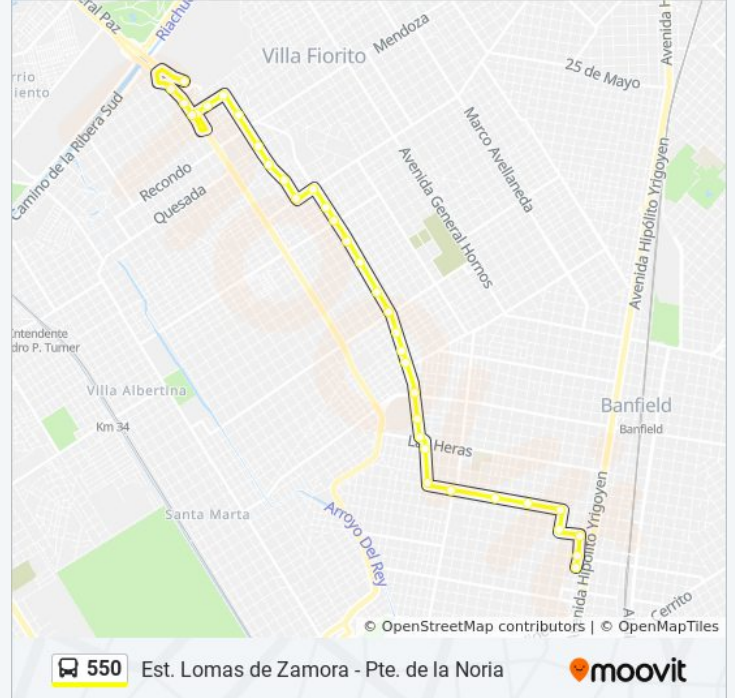 ral Paz
Riachu
Avenida H
Villa Fiorito
Mendoza
rrio
iento
25 de Mayo
Camino de la Ribera Sud
Marco Avellaneda
Recondo
Avenida General Hornos
Avenida Hipólito Yrigoyen
Quesada
ntendente
dro P. Turner
Villa Albertina
Banfield
Banfield
Km 34
Las Heras
Santa Marta
Arroyo Del Rey
nida Hipólito Yrigoyen
Cerrito
A
© OpenStreetMap contributors | © OpenMapTiles
550 Est. Lomas de Zamora - Pte. de la Noria
moovit